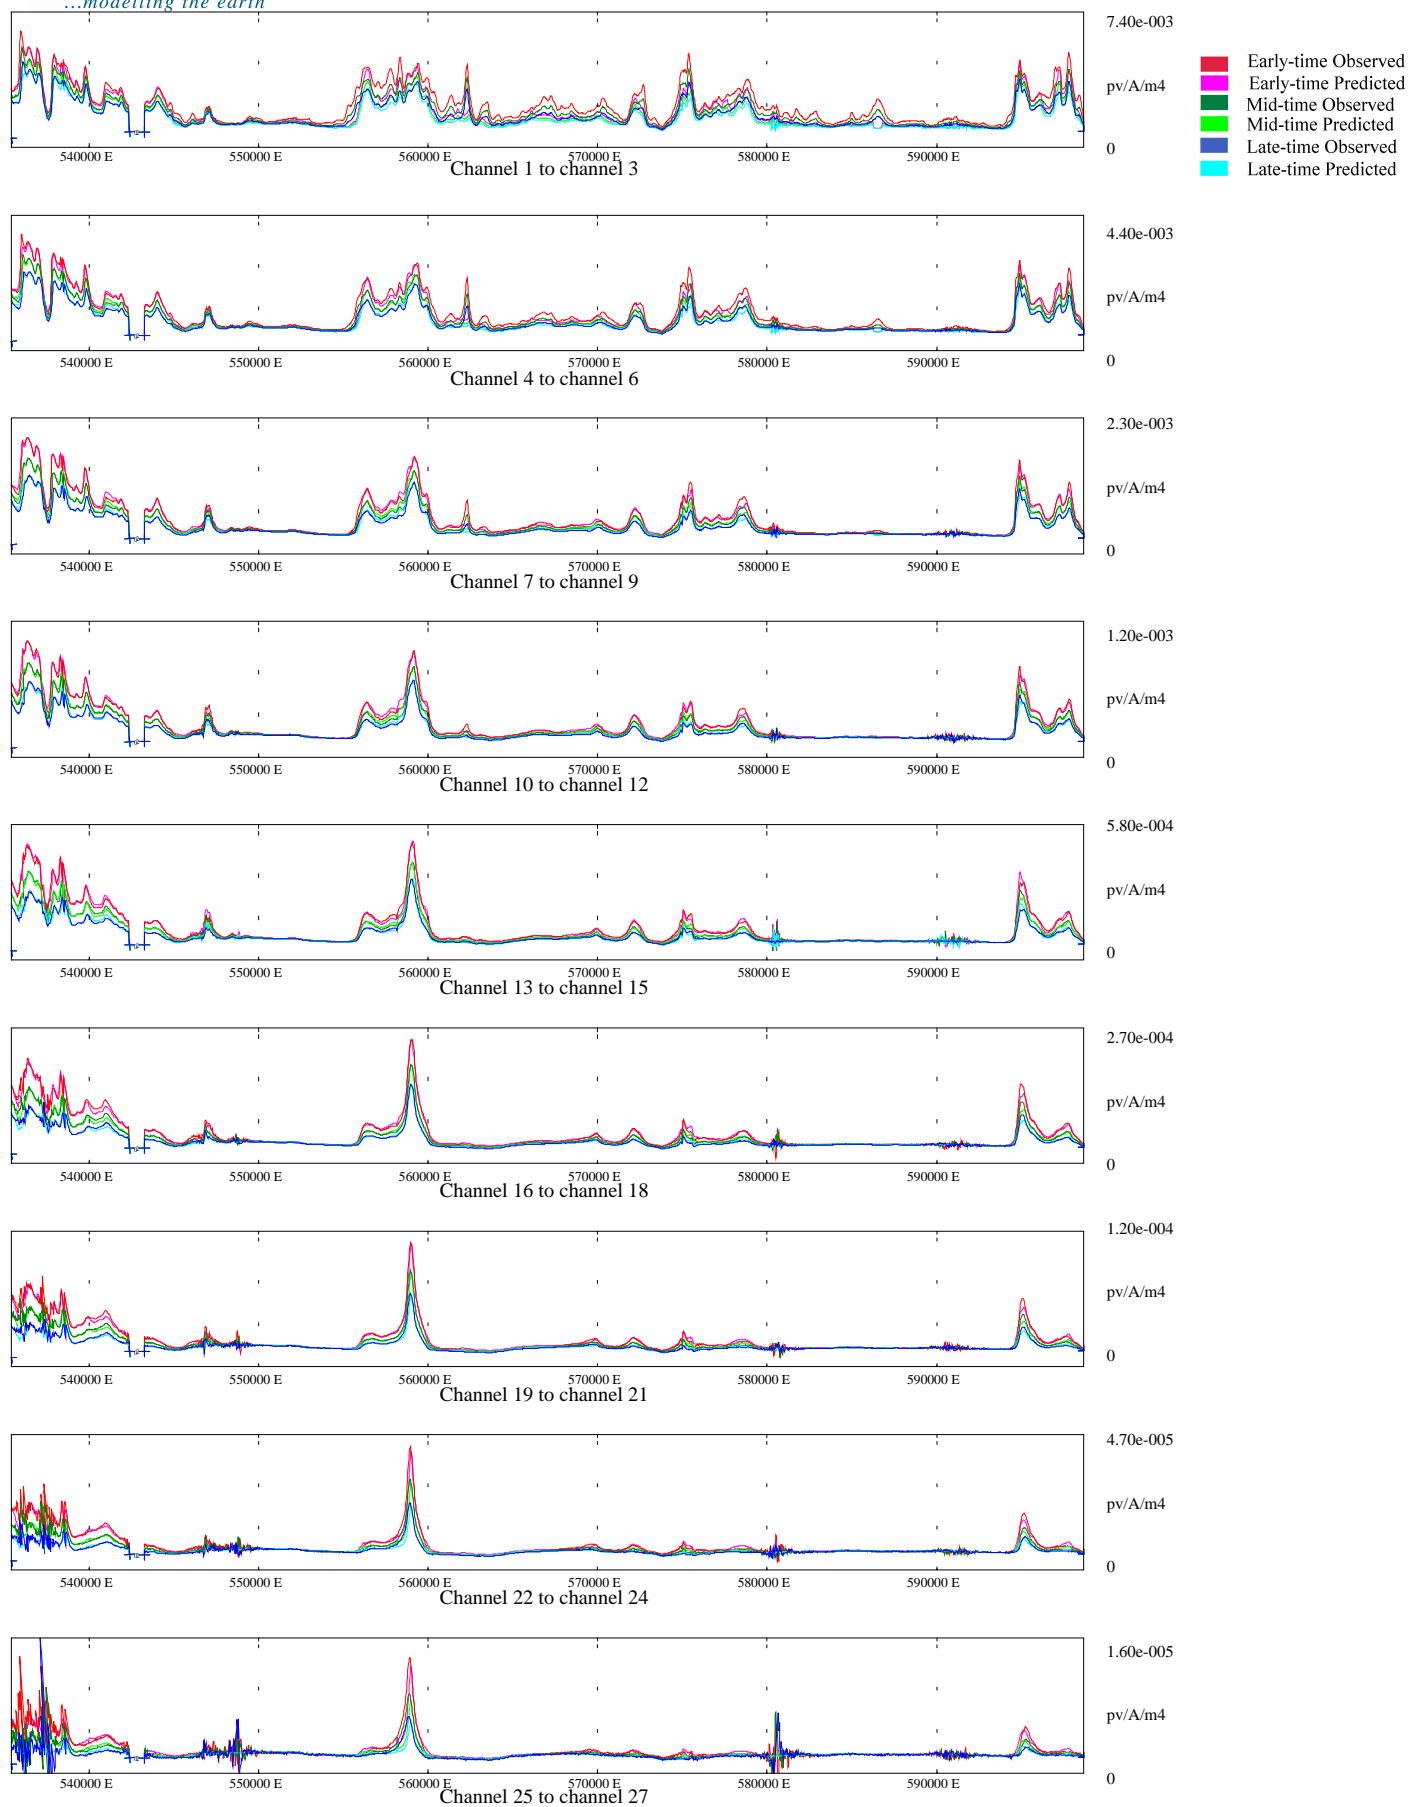 ...modelling the earth
7.40e-003
pv/A/m4
0
540000 E 550000 E 560000 E 570000 E 580000 E 590000 E
Channel 1 to channel 3
Early-time Observed
Early-time Predicted
Mid-time Observed
Mid-time Predicted
Late-time Observed
Late-time Predicted
4.40e-003
pv/A/m4
0
540000 E 550000 E 560000 E 570000 E 580000 E 590000 E
Channel 4 to channel 6
2.30e-003
pv/A/m4
0
540000 E 550000 E 560000 E 570000 E 580000 E 590000 E
Channel 7 to channel 9
1.20e-003
pv/A/m4
0
540000 E 550000 E 560000 E 570000 E 580000 E 590000 E
Channel 10 to channel 12
5.80e-004
pv/A/m4
0
540000 E 550000 E 560000 E 570000 E 580000 E 590000 E
Channel 13 to channel 15
2.70e-004
pv/A/m4
0
540000 E 550000 E 560000 E 570000 E 580000 E 590000 E
Channel 16 to channel 18
1.20e-004
pv/A/m4
0
540000 E 550000 E 560000 E 570000 E 580000 E 590000 E
Channel 19 to channel 21
4.70e-005
pv/A/m4
0
540000 E 550000 E 560000 E 570000 E 580000 E 590000 E
Channel 22 to channel 24
1.60e-005
pv/A/m4
0
540000 E 550000 E 560000 E 570000 E 580000 E 590000 E
Channel 25 to channel 27